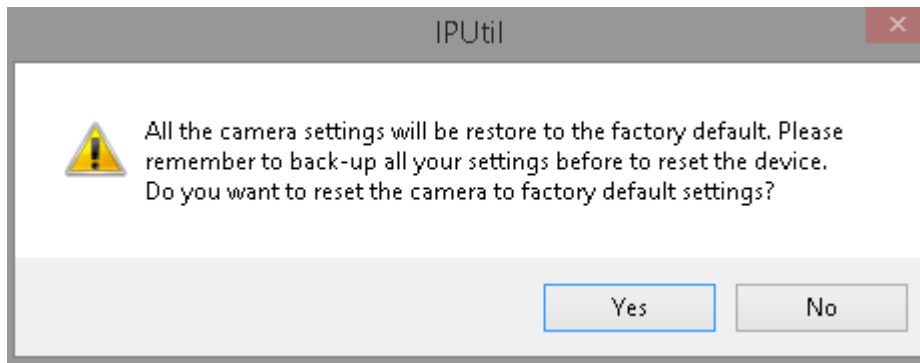 IPUtil
All the camera settings will be restore to the factory default. Please
remember to back-up all your settings before to reset the device.
Do you want to reset the camera to factory default settings?
Yes
No